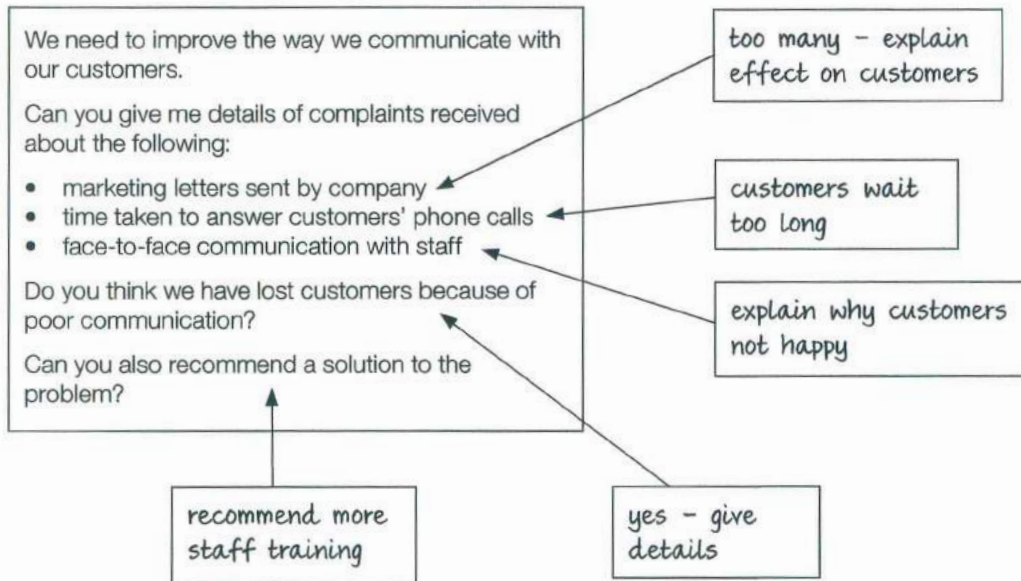 We need to improve the way we communicate with
our customers.
Can you give me details of complaints received
about the following:
• marketing letters sent by company
• time taken to answer customers' phone calls
• face-to-face communication with staff
Do you think we have lost customers because of
poor communication?
Can you also recommend a solution to the
problem?
too many – explain
effect on customers
customers wait
too long
explain why customers
not happy
recommend more
staff training
yes – give
details